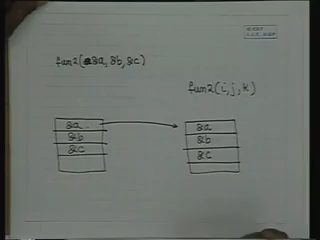 fun2(&a, &b, &c)
fun2(i, j, k)
&a
&b
&c
&a
&b
&c